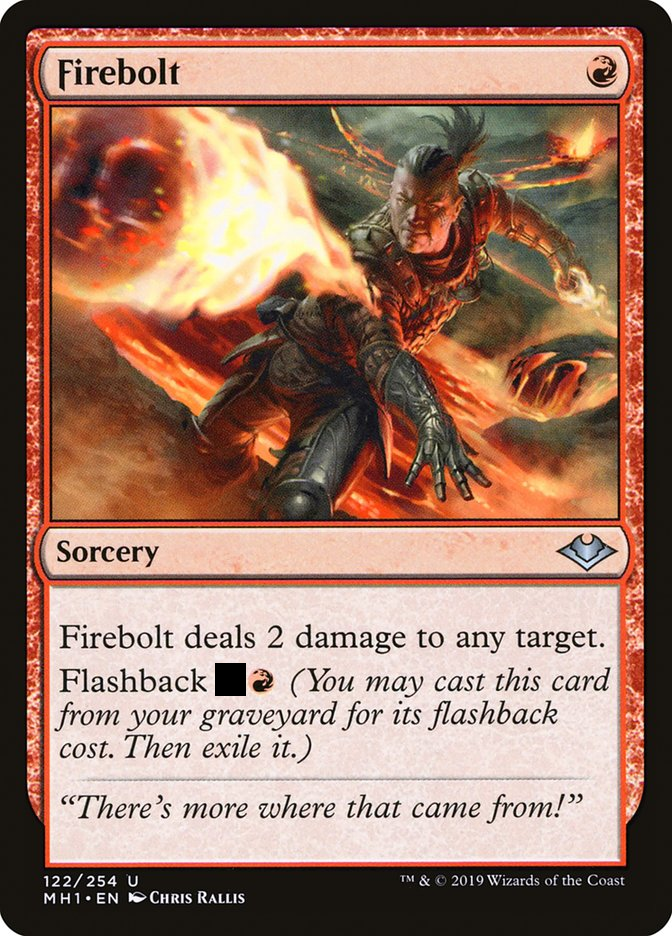 Firebolt
Sorcery
Firebolt deals 2 damage to any target.
Flashback (You may cast this card
from your graveyard for its flashback
cost. Then exile it.)
“There’s more where that came from!”
122/254 U
MH1 • EN Chris Rallis
™ & © 2019 Wizards of the Coast